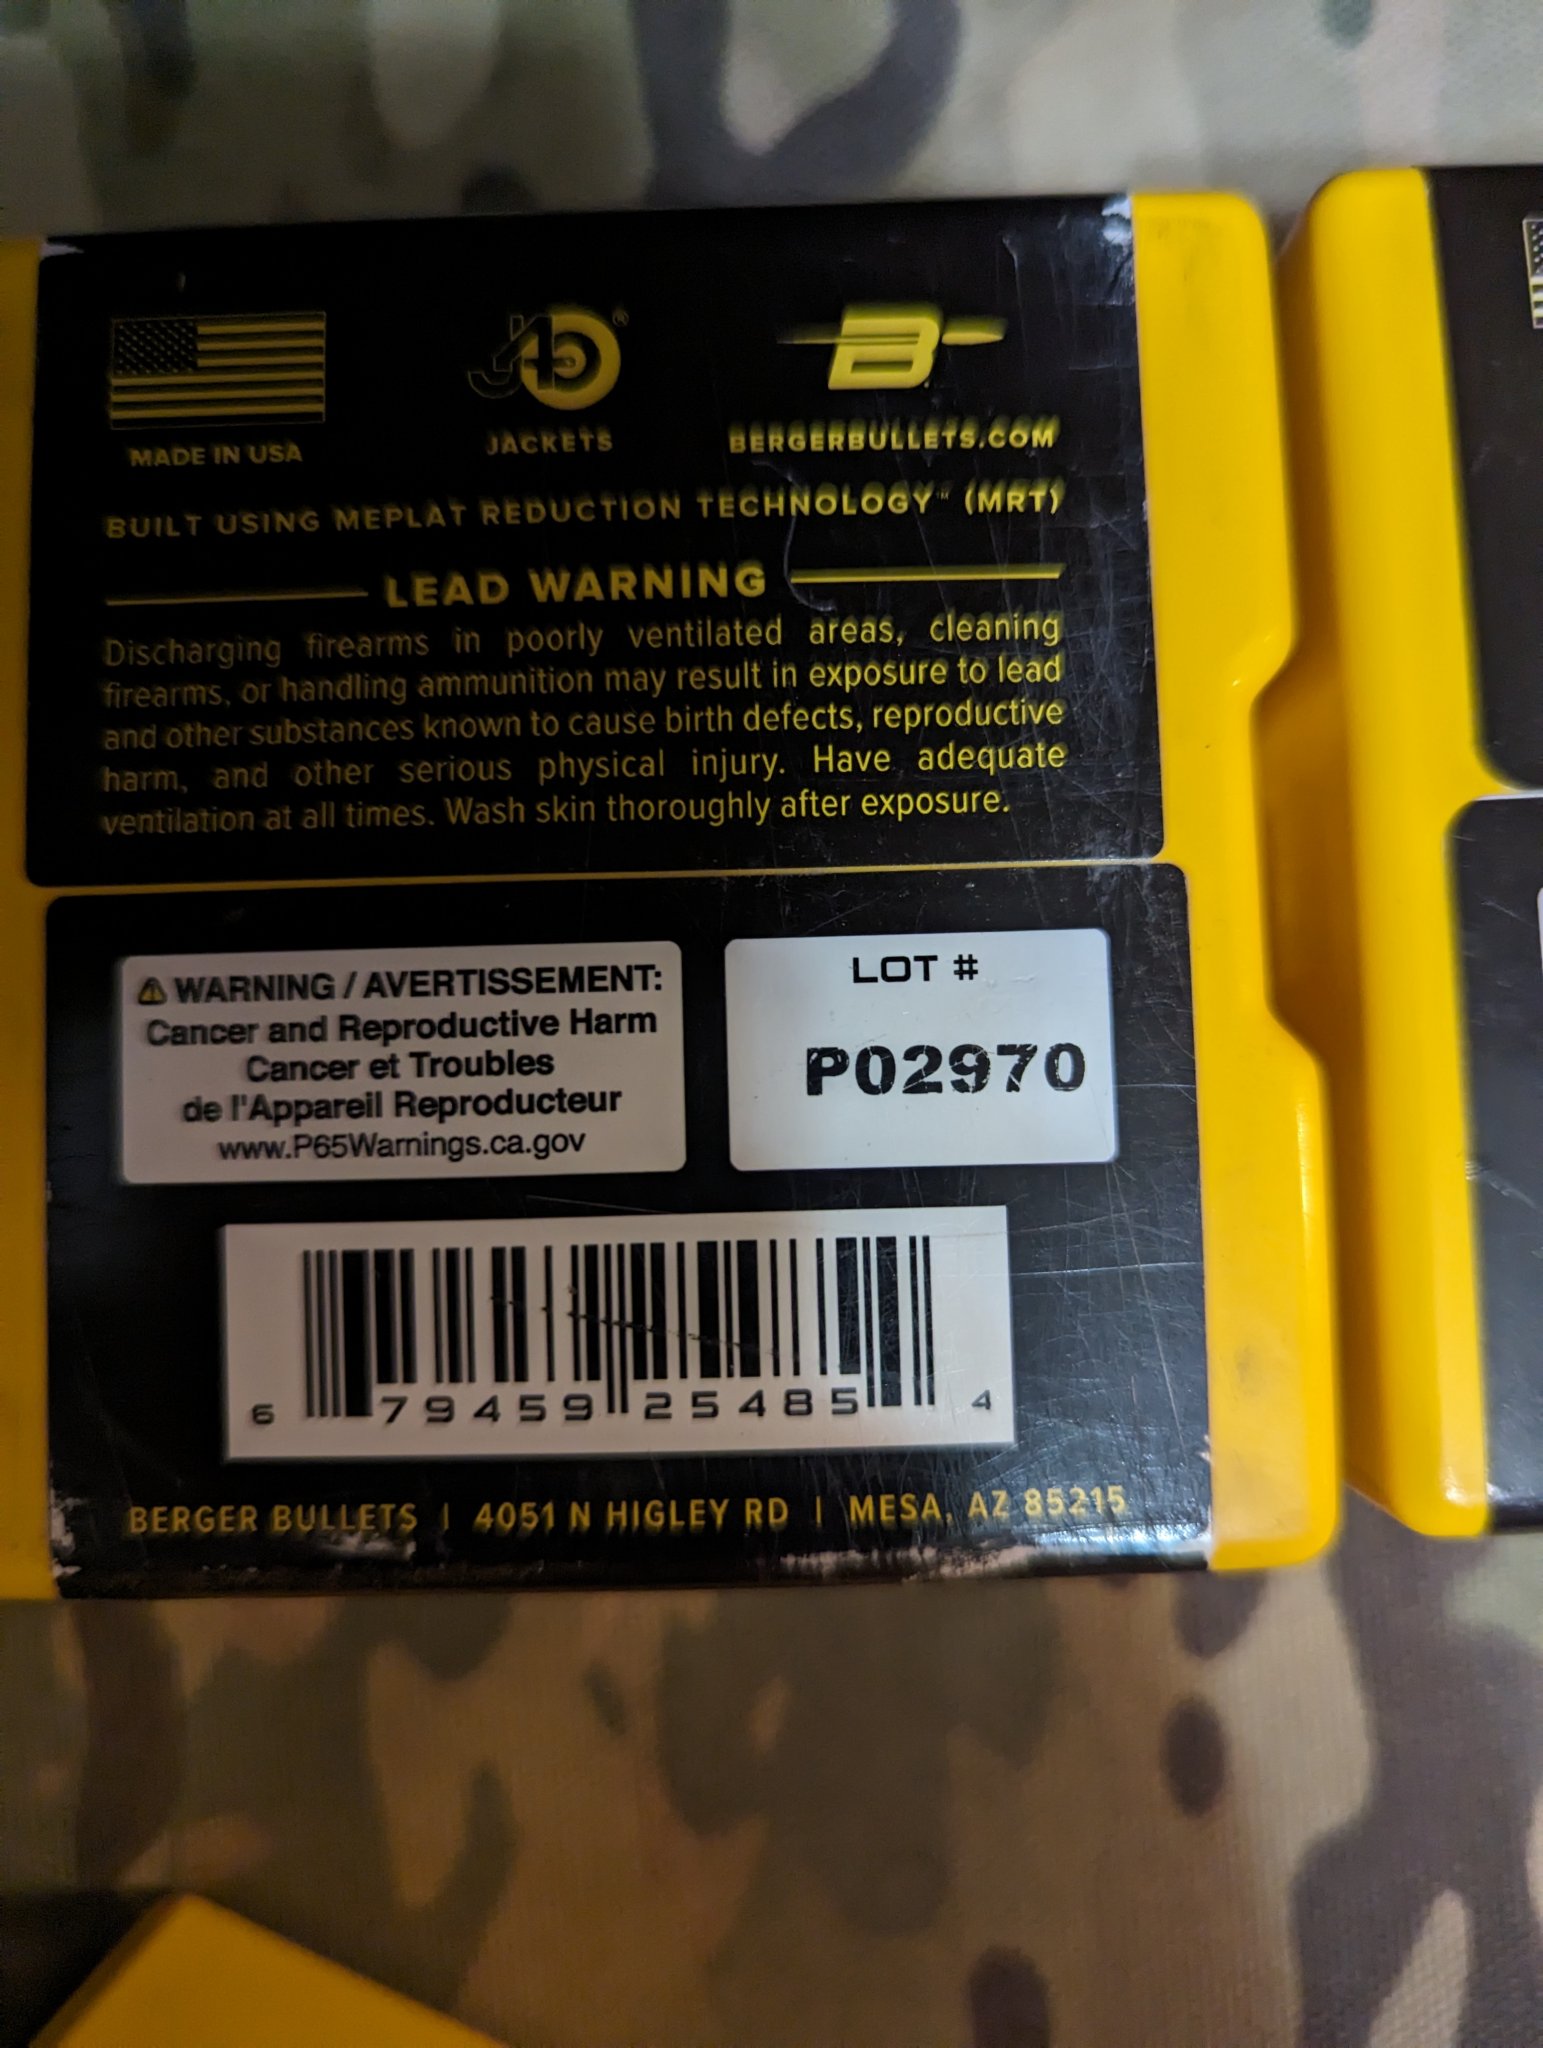 MADE IN USA
JACKETS
B
BERGERBULLETS.COM
BUILT USING MEPLAT REDUCTION TECHNOLOGY™ (MRT)
LEAD WARNING
Discharging firearms in poorly ventilated areas, cleaning
firearms, or handling ammunition may result in exposure to lead
and other substances known to cause birth defects, reproductive
harm, and other serious physical injury. Have adequate
ventilation at all times. Wash skin thoroughly after exposure.
⚠ WARNING / AVERTISSEMENT:
Cancer and Reproductive Harm
Cancer et Troubles
de l'Appareil Reproducteur
www.P65Warnings.ca.gov
LOT #
P02970
6 79459 25485 4
BERGER BULLETS | 4051 N HIGLEY RD | MESA, AZ 85215